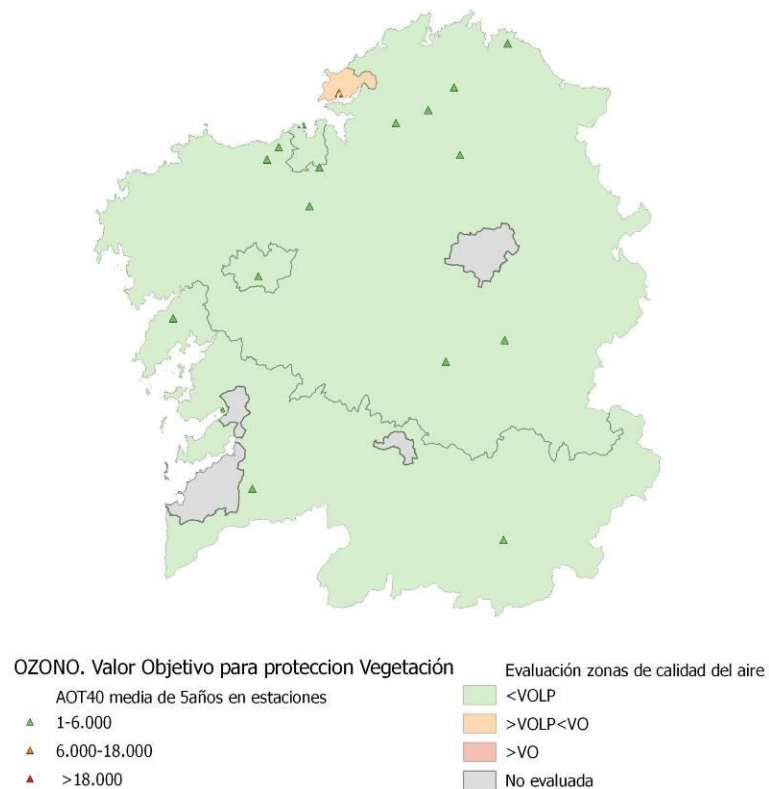 OZONO. Valor Objetivo para proteccion Vegetación
AOT40 media de 5años en estaciones
1-6.000
6.000-18.000
>18.000
Evaluación zonas de calidad del aire
<VOLP
>VOLP<VO
>VO
No evaluada